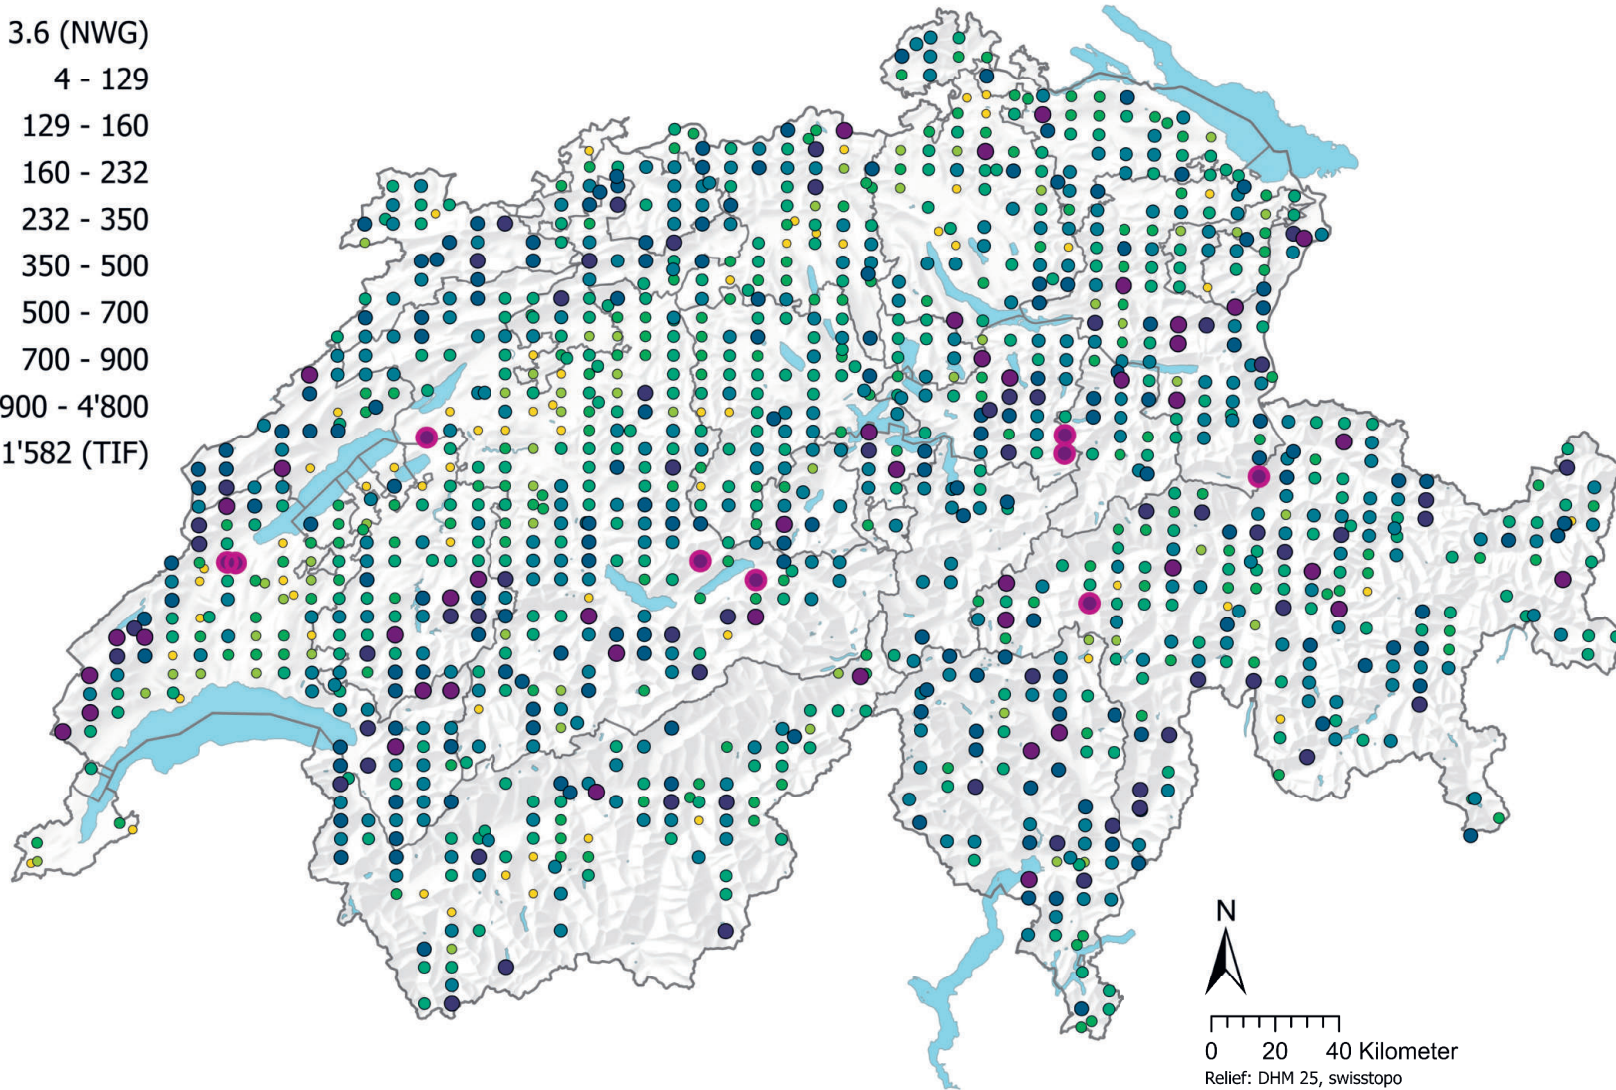 3.6 (NWG)
4 - 129
129 - 160
160 - 232
232 - 350
350 - 500
500 - 700
700 - 900
900 - 4'800
1'582 (TIF)
N
0 20 40 Kilometer
Relief: DHM 25, swisstopo